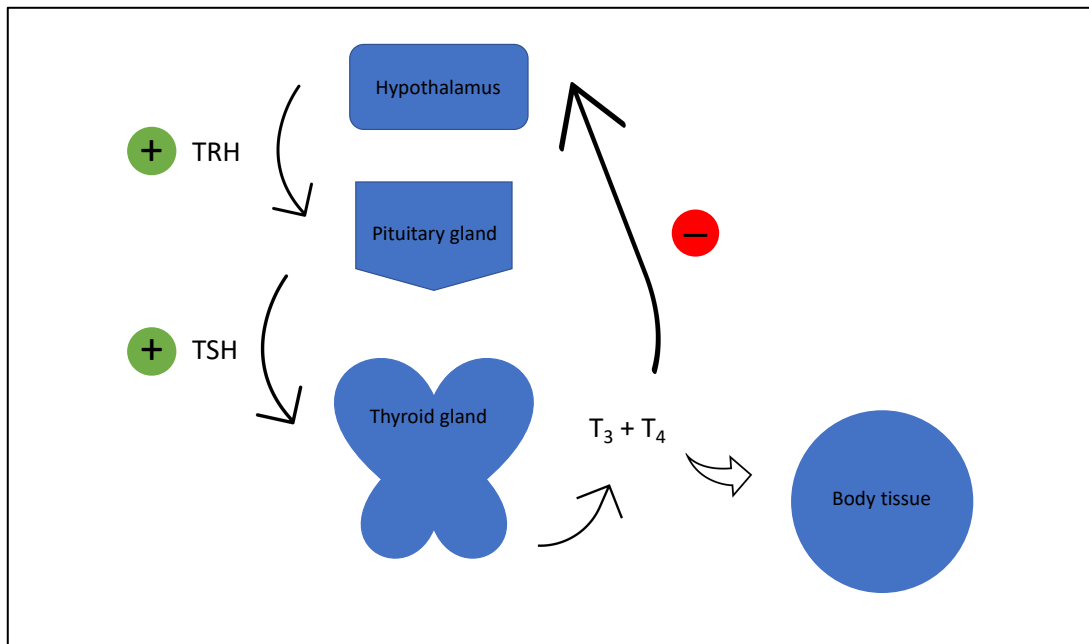 Hypothalamus
+ TRH
Pituitary gland
−
+ TSH
Thyroid gland
T₃ + T₄
Body tissue